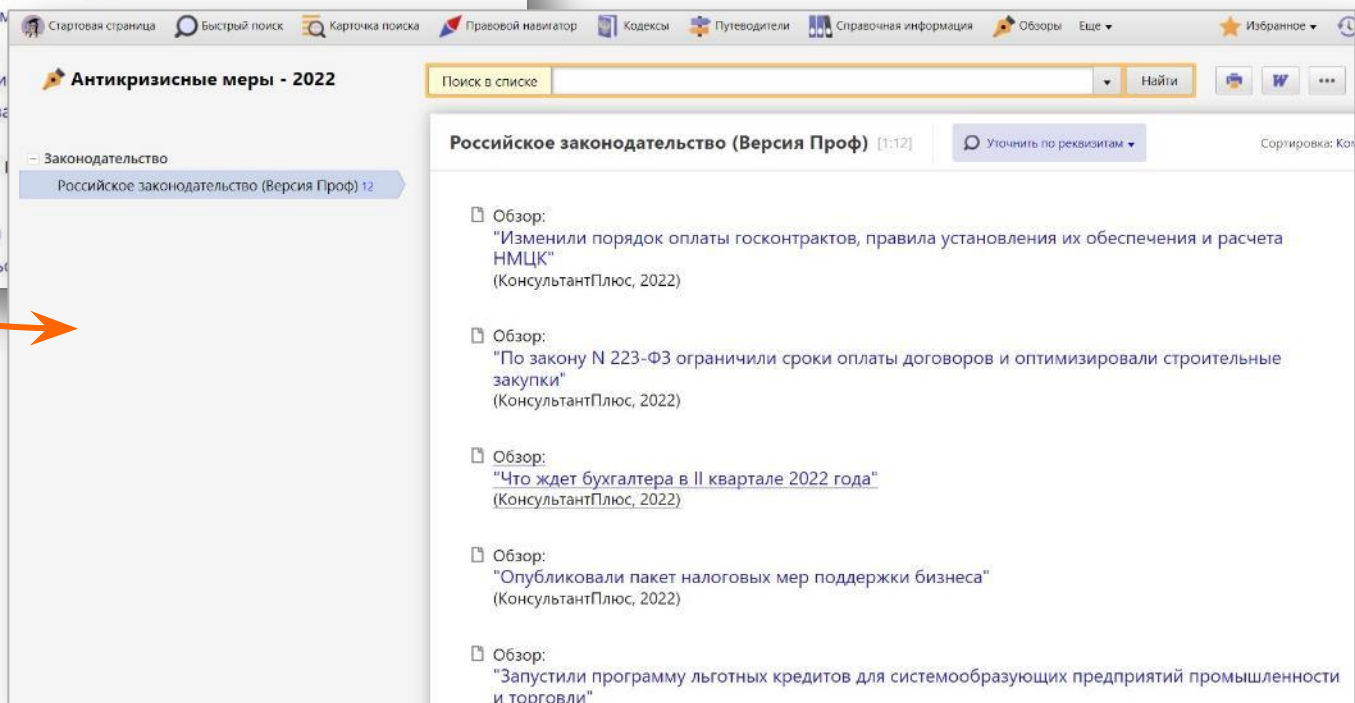 Стартовая страница Быстрый поиск Карточка поиска Правовой навигатор Кодексы Путеводители Справочная информация Обзоры Еще Избранное
Антикризисные меры - 2022
Поиск в списке Найти W ...
Законодательство
Российское законодательство (Версия Проф) 12
Российское законодательство (Версия Проф) [1:12] Уточнить по реквизитам Сортировка:
Обзор:
"Изменили порядок оплаты госконтрактов, правила установления их обеспечения и расчета
НМЦК"
(КонсультантПлюс, 2022)
Обзор:
"По закону N 223-ФЗ ограничили сроки оплаты договоров и оптимизировали строительные
закупки"
(КонсультантПлюс, 2022)
Обзор:
"Что ждет бухгалтера в II квартале 2022 года"
(КонсультантПлюс, 2022)
Обзор:
"Опубликовали пакет налоговых мер поддержки бизнеса"
(КонсультантПлюс, 2022)
Обзор:
"Запустили программу льготных кредитов для системообразующих предприятий промышленности
и торговли"